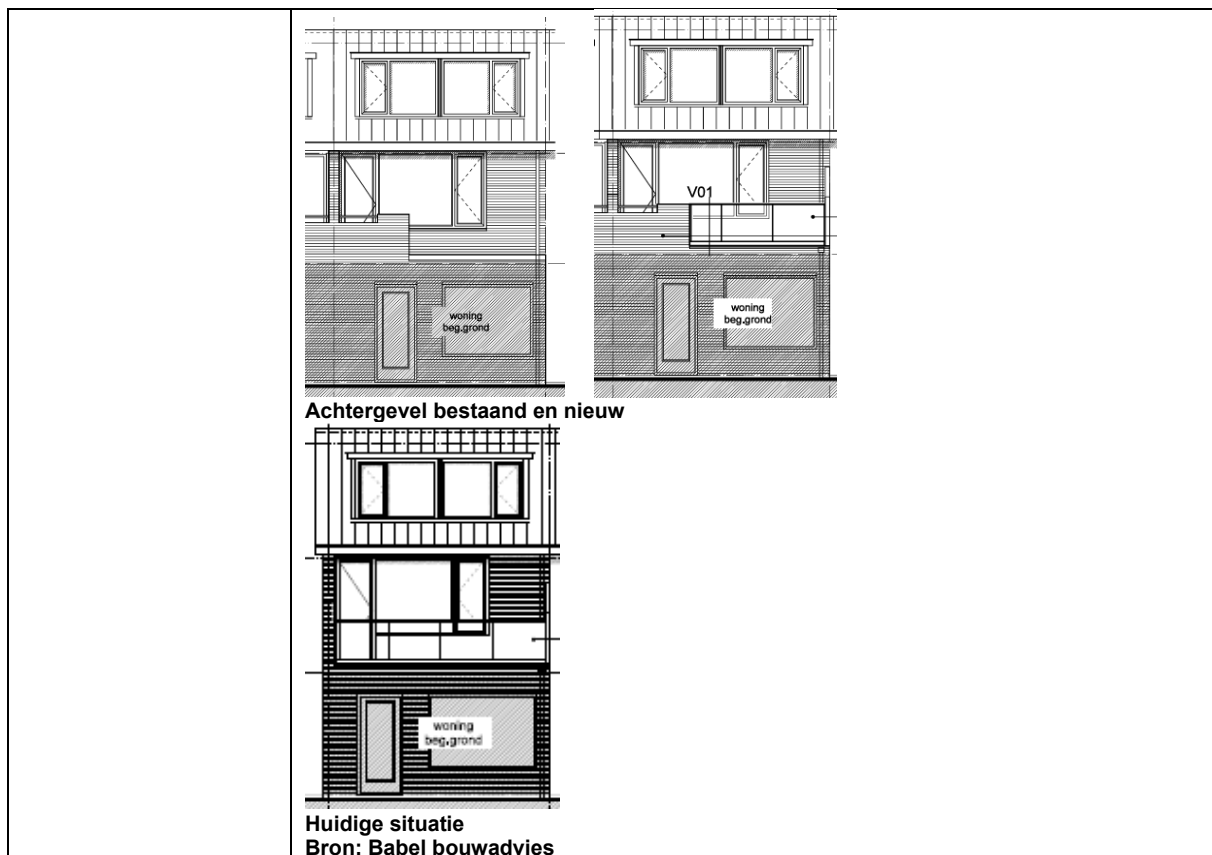 V01
woning
beg.grond
woning
beg.grond
Achtergevel bestaand en nieuw
woning
beg.grond
Huidige situatie
Bron: Babel bouwadvies